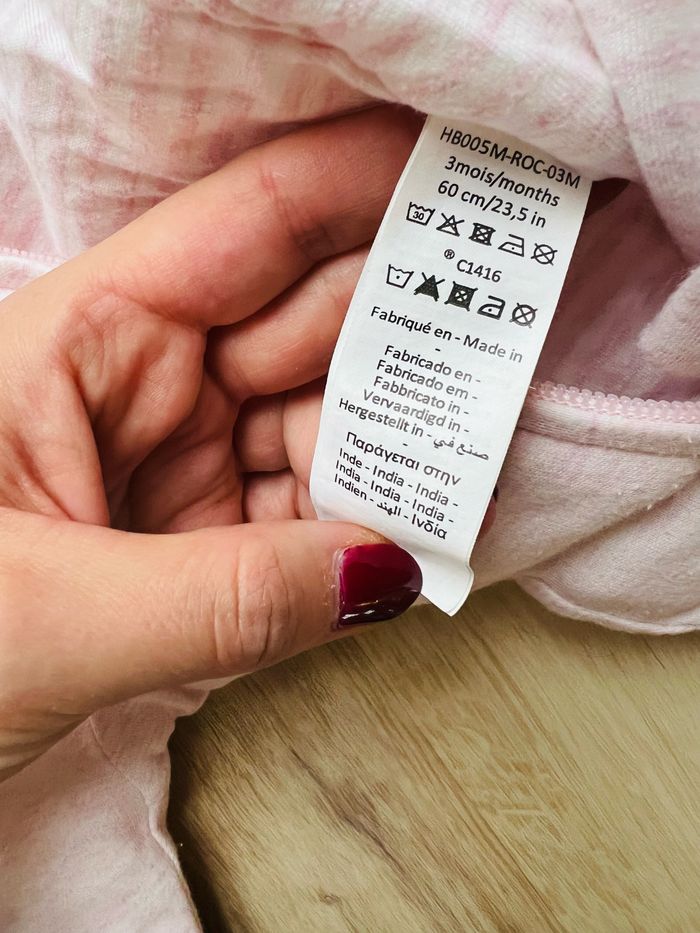 HB005M-ROC-03M
3mois/months
60 cm/23,5 in
30
® C1416
Fabriqué en - Made in
-
Fabricado en -
Fabricado em -
Fabbricato in -
Vervaardigd in -
Hergestellt in - صنع في -
-
Παράγεται στην
Inde - India - India -
India - India - India -
Indien - الهند - Ινδία